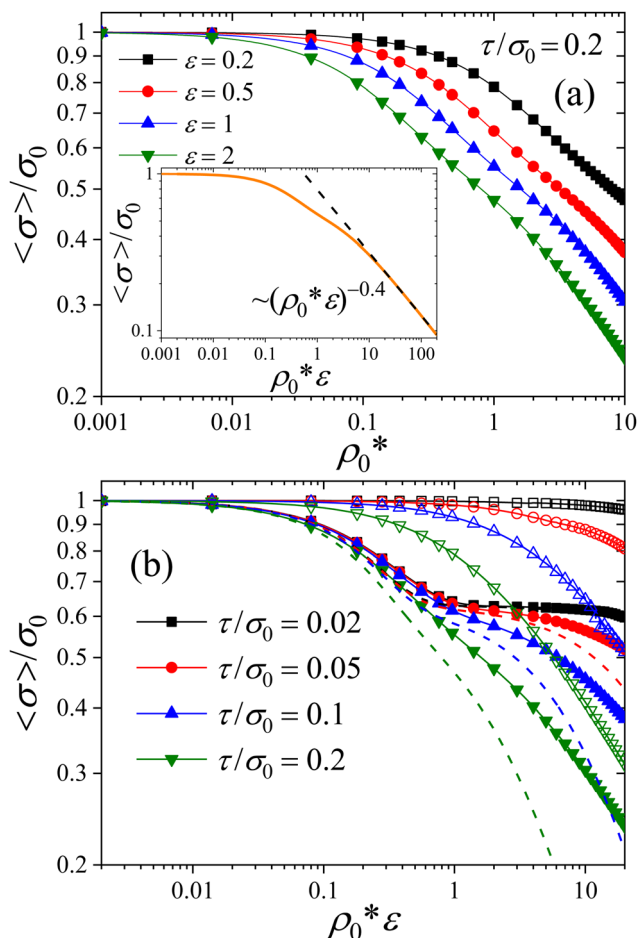 τ/σ₀ = 0.2
(a)
ε = 0.2
ε = 0.5
ε = 1
ε = 2
<σ>/σ₀
1
0.9
0.8
0.7
0.6
0.5
0.4
0.3
0.2
0.001 0.01 0.1 1 10
ρ₀*
<σ>/σ₀
1
0.1
~(ρ₀*ε)⁻⁰·⁴
0.001 0.01 0.1 1 10 100
ρ₀*ε
(b)
<σ>/σ₀
1
0.9
0.8
0.7
0.6
0.5
0.4
0.3
0.2
τ/σ₀ = 0.02
τ/σ₀ = 0.05
τ/σ₀ = 0.1
τ/σ₀ = 0.2
0.01 0.1 1 10
ρ₀*ε